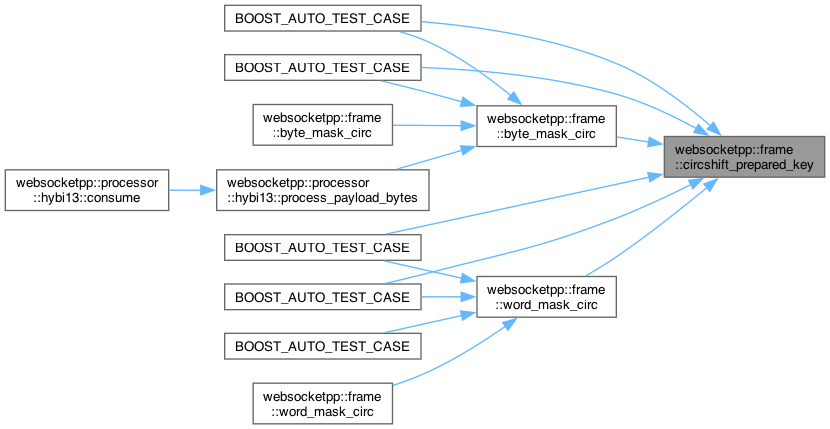 BOOST_AUTO_TEST_CASE
BOOST_AUTO_TEST_CASE
websocketpp::frame
::byte_mask_circ
websocketpp::frame
::byte_mask_circ
websocketpp::frame
::circshift_prepared_key
websocketpp::processor
::hybi13::consume
websocketpp::processor
::hybi13::process_payload_bytes
BOOST_AUTO_TEST_CASE
BOOST_AUTO_TEST_CASE
websocketpp::frame
::word_mask_circ
BOOST_AUTO_TEST_CASE
websocketpp::frame
::word_mask_circ